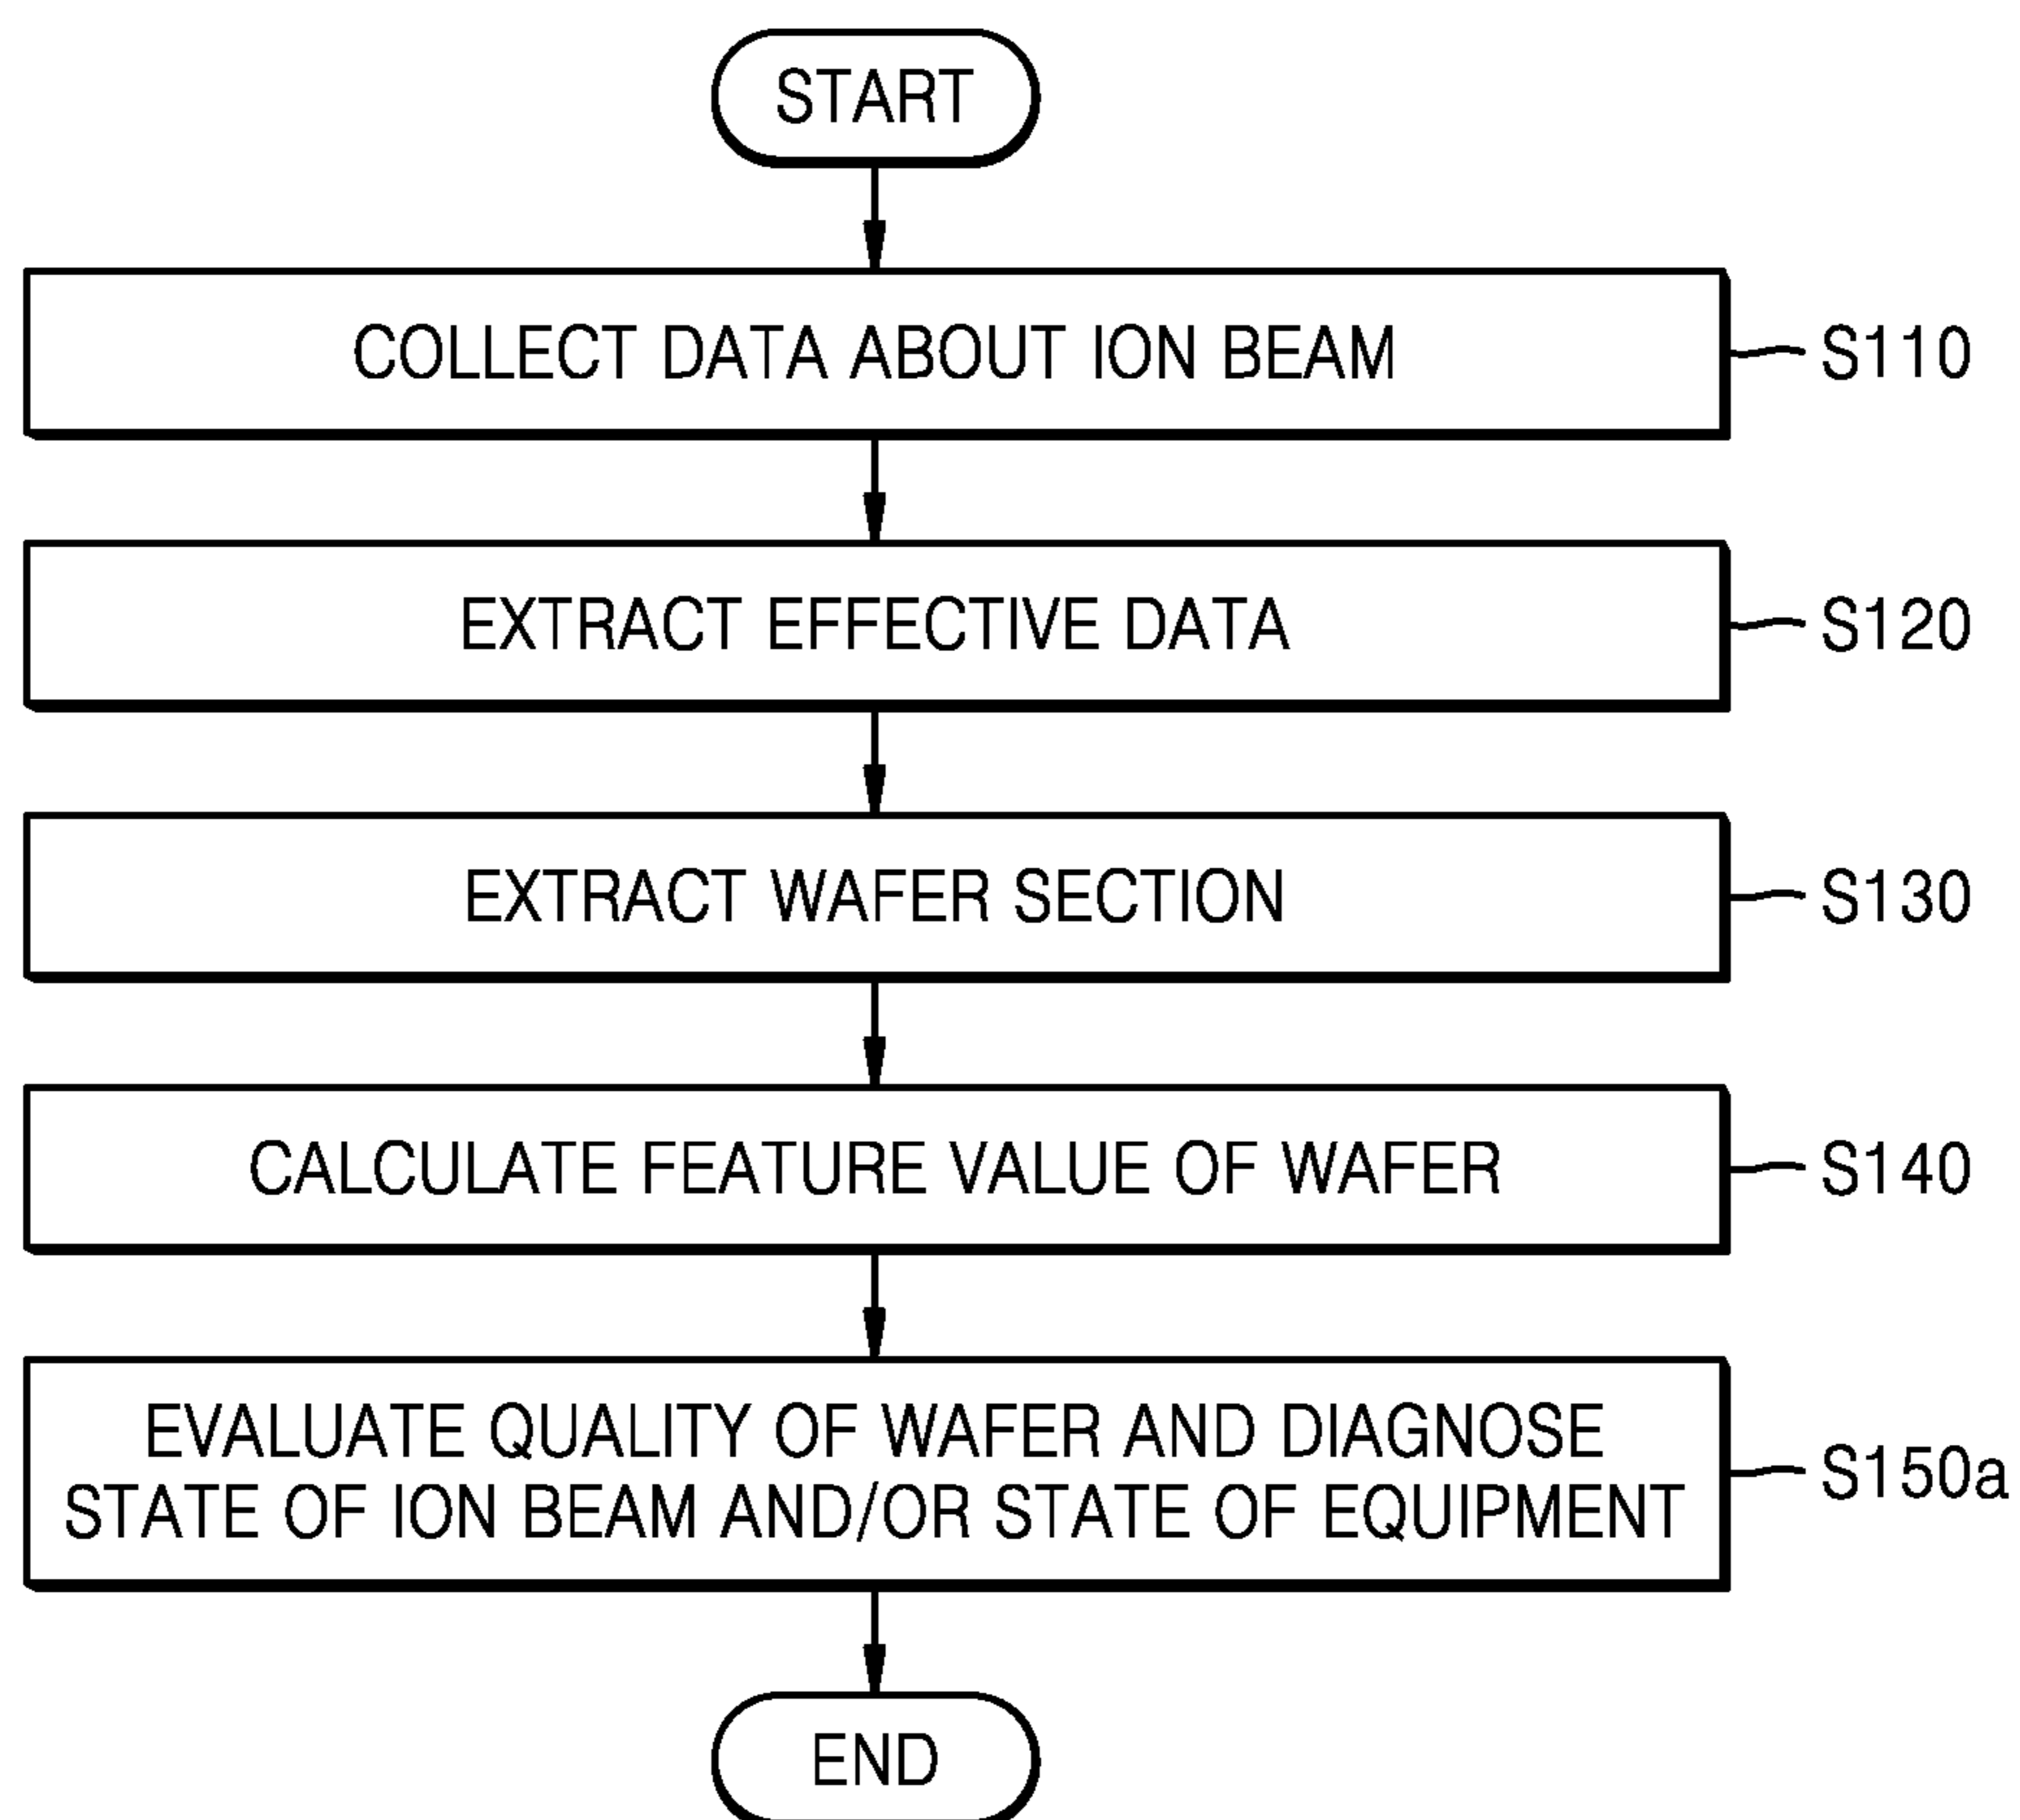 START
COLLECT DATA ABOUT ION BEAM
S110
EXTRACT EFFECTIVE DATA
S120
EXTRACT WAFER SECTION
S130
CALCULATE FEATURE VALUE OF WAFER
S140
EVALUATE QUALITY OF WAFER AND DIAGNOSE
STATE OF ION BEAM AND/OR STATE OF EQUIPMENT
S150a
END